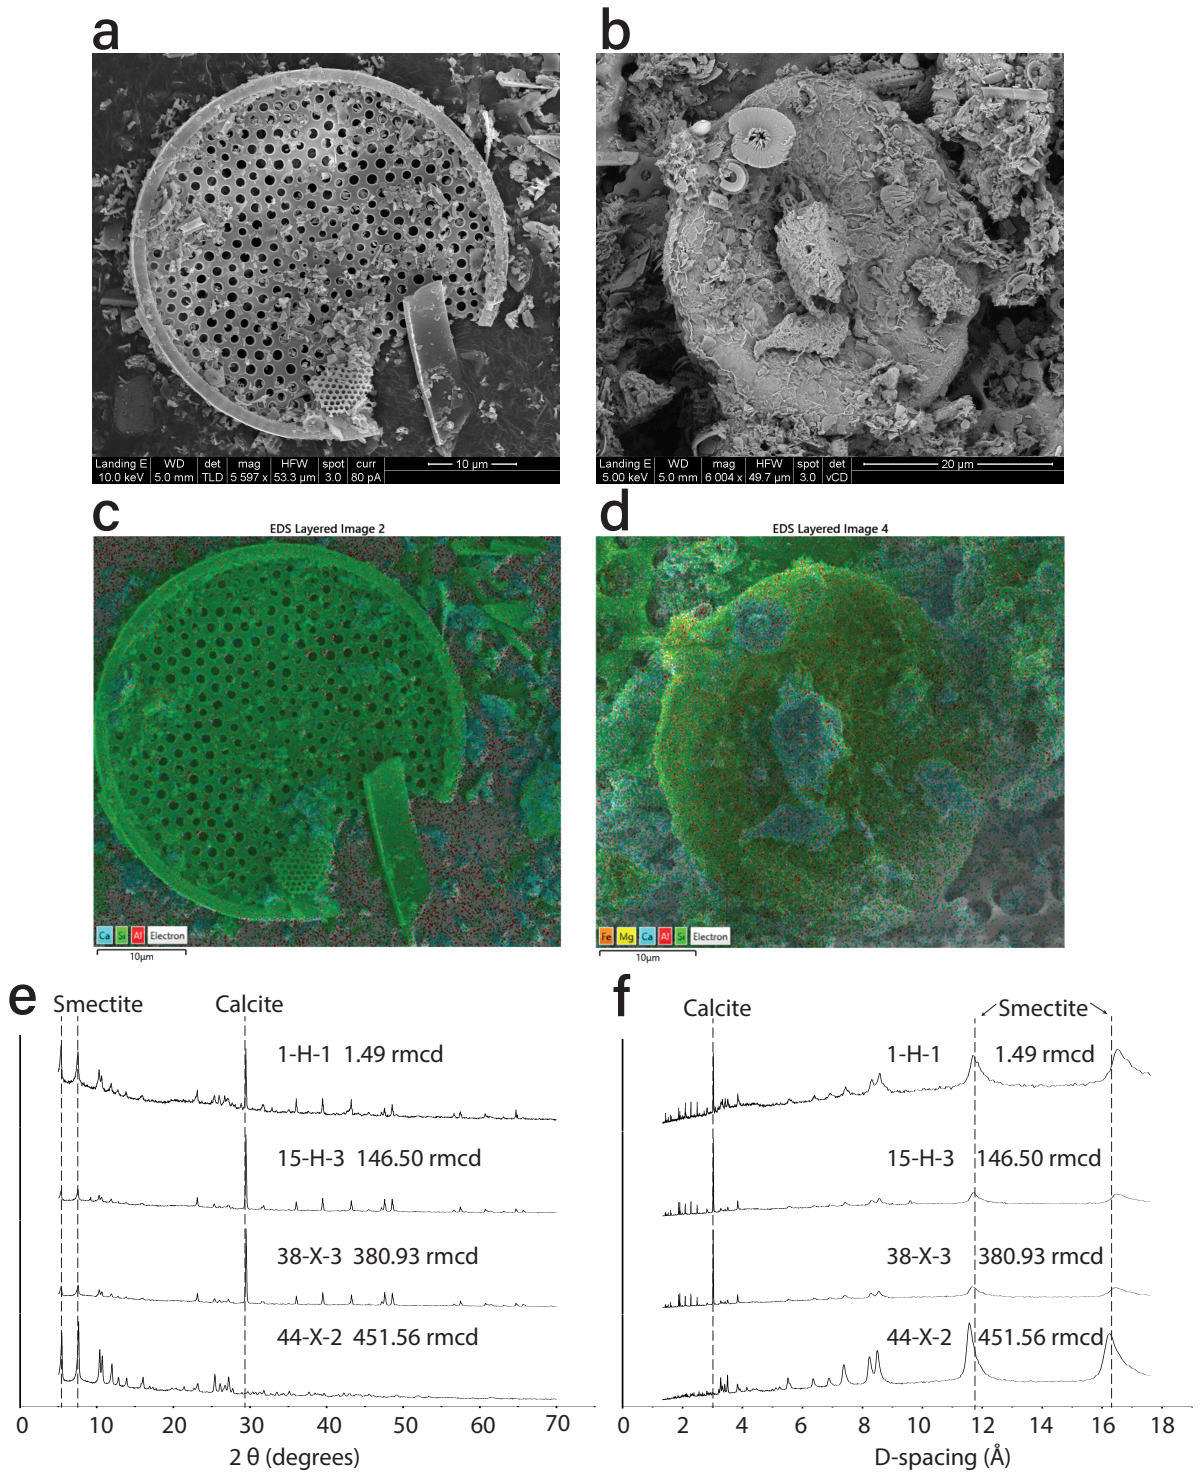 a
b
Landing E WD det mag HFW spot curr
10.0 keV 5.0 mm TLD 5 597 x 53.3 µm 3.0 80 pA 10 µm
Landing E WD mag HFW spot det
5.00 keV 5.0 mm 6 004 x 49.7 µm 3.0 vCD 20 µm
c
EDS Layered Image 2
d
EDS Layered Image 4
Ca Si Al Electron
10µm
Fe Mg Ca Al Si Electron
10µm
e
Smectite
Calcite
1-H-1 1.49 rmcd
15-H-3 146.50 rmcd
38-X-3 380.93 rmcd
44-X-2 451.56 rmcd
0 10 20 30 40 50 60 70
2 θ (degrees)
f
Calcite
Smectite
1-H-1 1.49 rmcd
15-H-3 146.50 rmcd
38-X-3 380.93 rmcd
44-X-2 451.56 rmcd
0 2 4 6 8 10 12 14 16 18
D-spacing (Å)